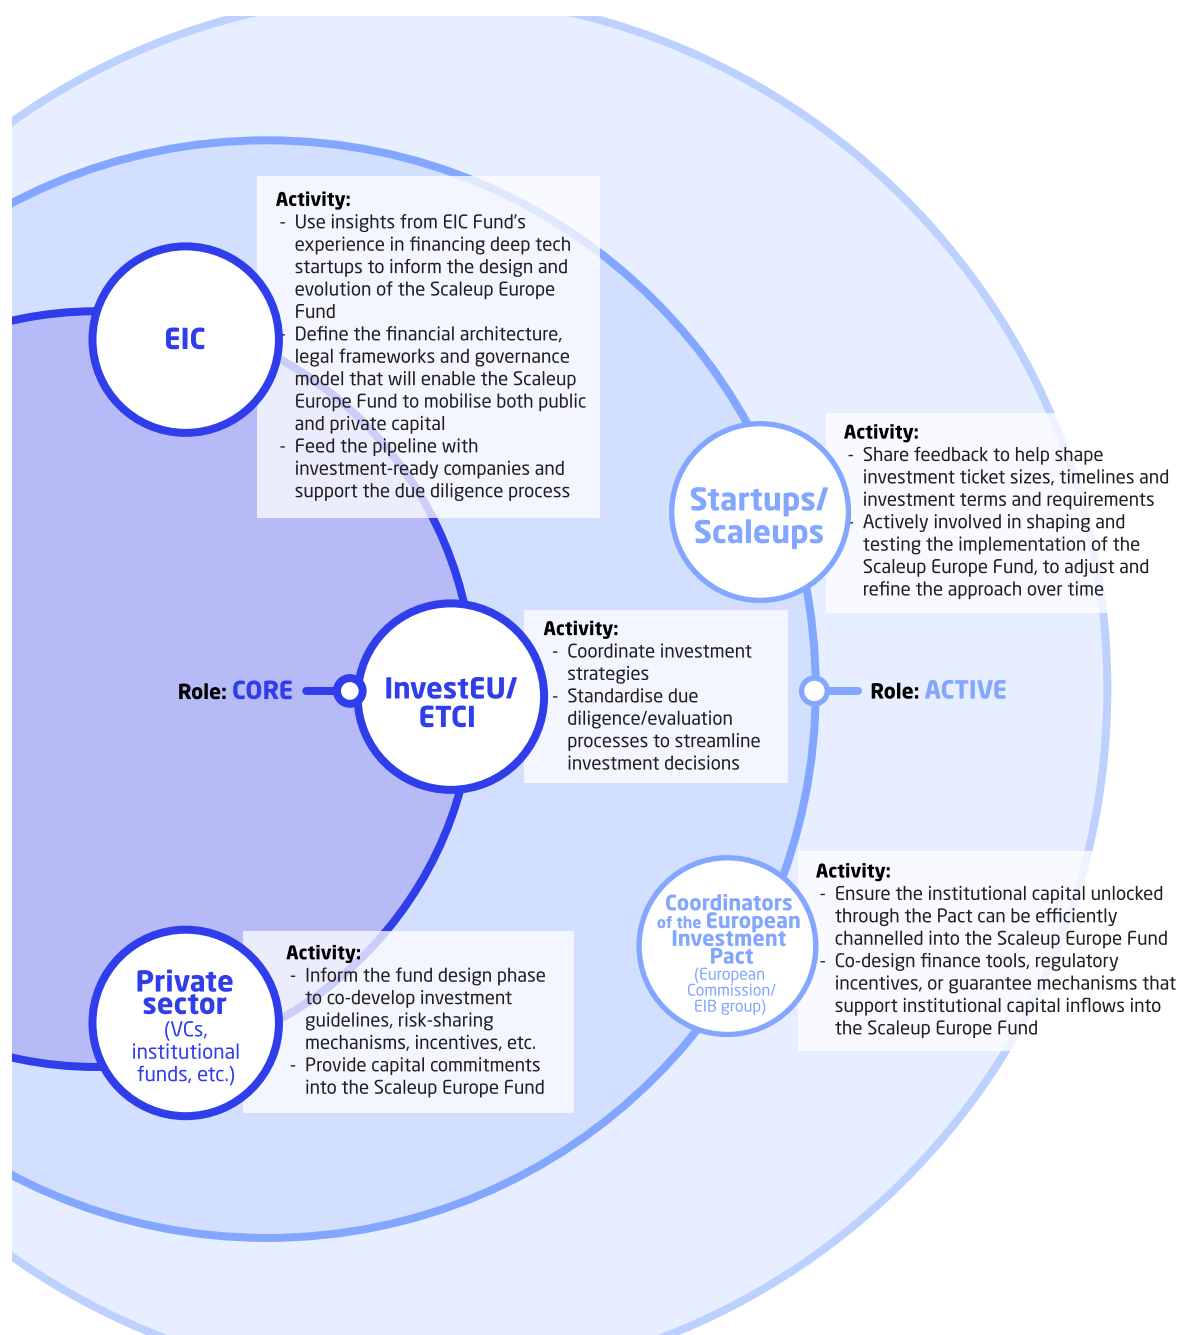 Activity:
- Use insights from EIC Fund's
experience in financing deep tech
startups to inform the design and
evolution of the Scaleup Europe
Fund
- Define the financial architecture,
legal frameworks and governance
model that will enable the Scaleup
Europe Fund to mobilise both public
and private capital
- Feed the pipeline with
investment-ready companies and
support the due diligence process
EIC
Activity:
- Share feedback to help shape
investment ticket sizes, timelines and
investment terms and requirements
- Actively involved in shaping and
testing the implementation of the
Scaleup Europe Fund, to adjust and
refine the approach over time
Startups/
Scaleups
Activity:
- Coordinate investment
strategies
- Standardise due
diligence/evaluation
processes to streamline
investment decisions
Role: CORE
InvestEU/
ETCI
Role: ACTIVE
Activity:
- Ensure the institutional capital unlocked
through the Pact can be efficiently
channelled into the Scaleup Europe Fund
- Co-design finance tools, regulatory
incentives, or guarantee mechanisms that
support institutional capital inflows into
the Scaleup Europe Fund
Coordinators
of the European
Investment
Pact
(European
Commission/
EIB group)
Activity:
- Inform the fund design phase
to co-develop investment
guidelines, risk-sharing
mechanisms, incentives, etc.
- Provide capital commitments
into the Scaleup Europe Fund
Private
sector
(VCs,
institutional
funds, etc.)